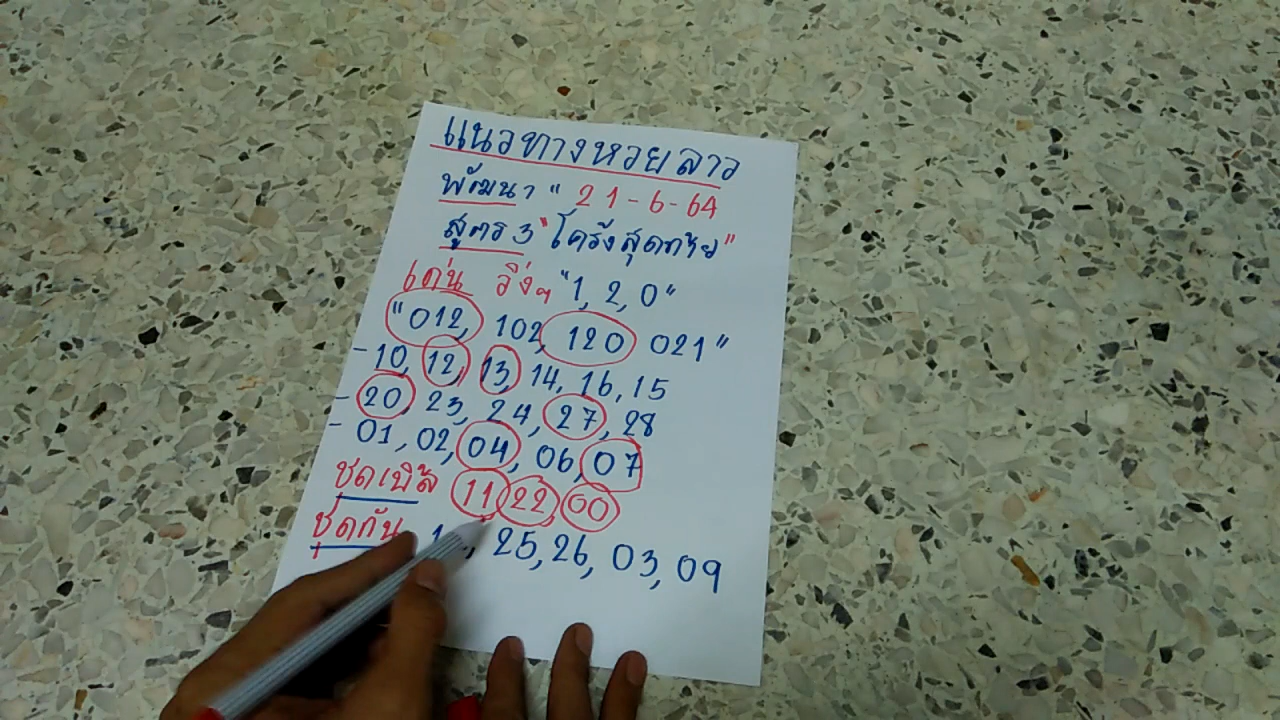 แนวทางหวยลาว
พัฒนา " 21-6-64
สูตร 3 "โค้รงสุดท้าย"
เด่น วิ่งๆ "1, 2, 0"
"012, 102, 120 021"
-10, 12, 13, 14, 16, 15
-20, 23, 24, 27, 28
-01, 02, 04, 06, 07
ชุดเบิ้ล 11 22, 00
ชุดกัน 25, 26, 03, 09